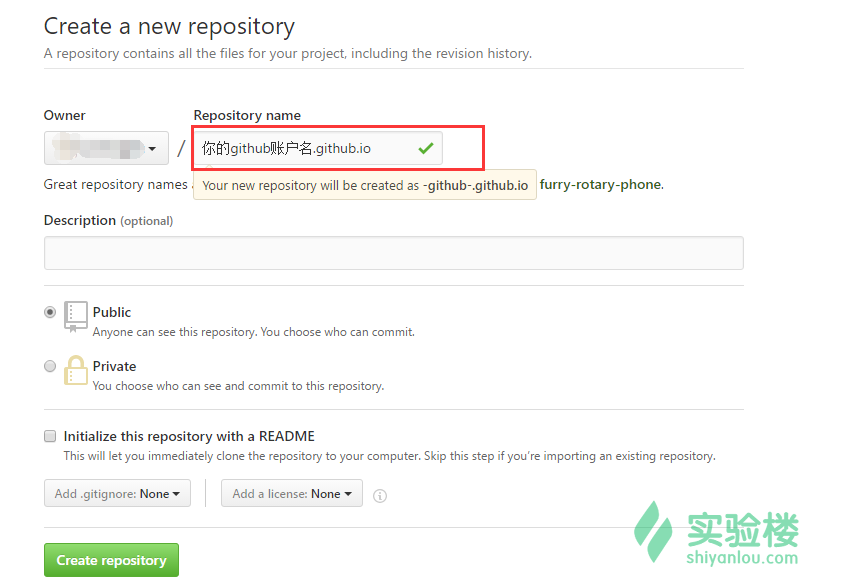 Create a new repository
A repository contains all the files for your project, including the revision history.
Owner
Repository name
/
你的github账户名.github.io
Great repository names
Your new repository will be created as -github-.github.io
furry-rotary-phone.
Description (optional)
Public
Anyone can see this repository. You choose who can commit.
Private
You choose who can see and commit to this repository.
Initialize this repository with a README
This will let you immediately clone the repository to your computer. Skip this step if you’re importing an existing repository.
Add .gitignore: None
Add a license: None
Create repository
实验楼
shiyanlou.com